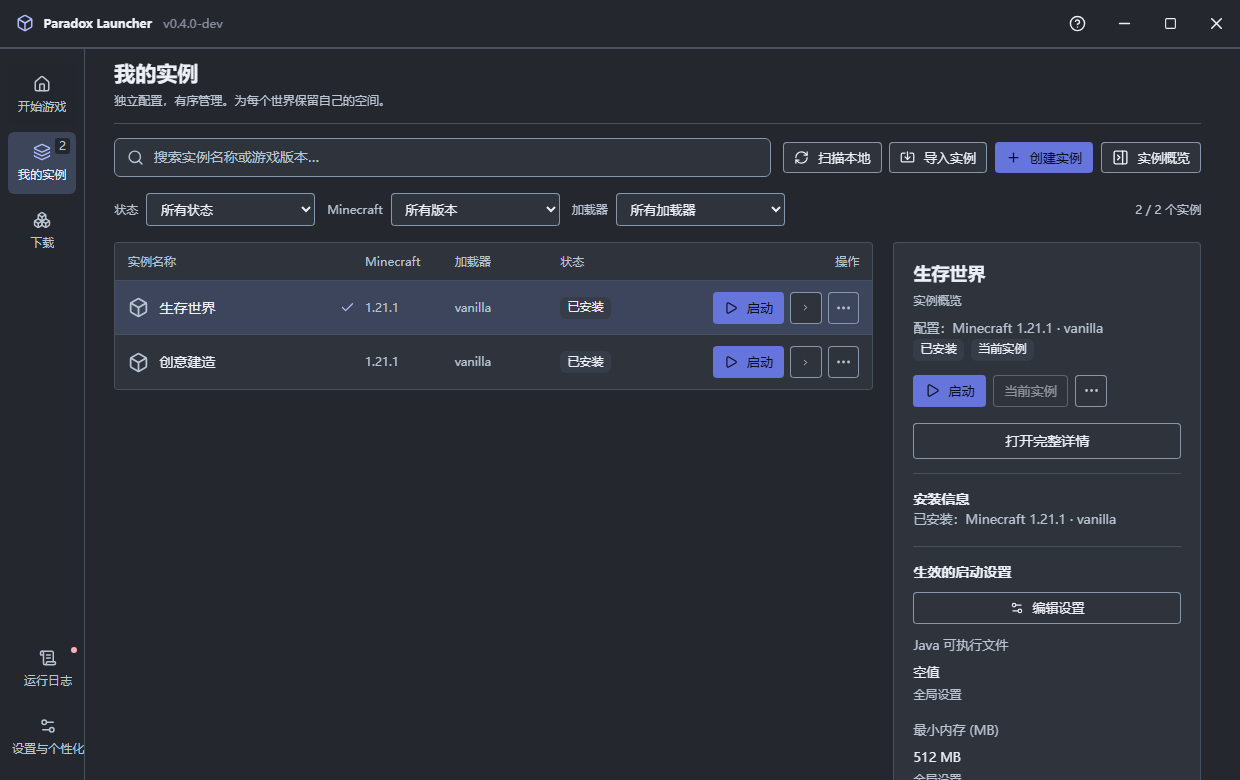 Paradox Launcher v0.4.0-dev
开始游戏
2
我的实例
下载
运行日志
设置与个性化
我的实例
独立配置，有序管理。为每个世界保留自己的空间。
搜索实例名称或游戏版本...
扫描本地
导入实例
+ 创建实例
实例概览
状态 所有状态 Minecraft 所有版本 加载器 所有加载器 2 / 2 个实例
实例名称 Minecraft 加载器 状态 操作
生存世界 1.21.1 vanilla 已安装 启动 › ···
创意建造 1.21.1 vanilla 已安装 启动 › ···
生存世界
实例概览
配置：Minecraft 1.21.1 · vanilla
已安装 当前实例
启动 当前实例 ···
打开完整详情
安装信息
已安装：Minecraft 1.21.1 · vanilla
生效的启动设置
编辑设置
Java 可执行文件
空值
全局设置
最小内存 (MB)
512 MB
全局设置